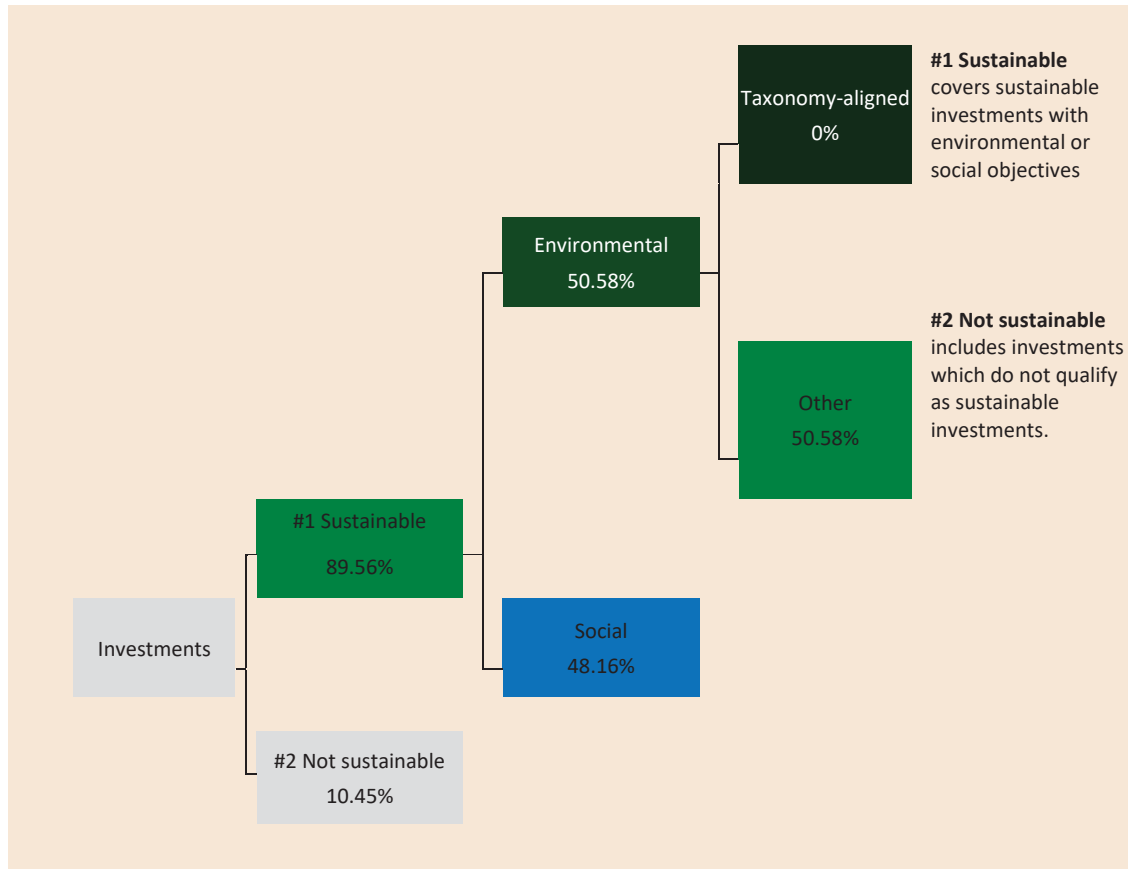 Taxonomy-aligned
0%
#1 Sustainable
covers sustainable
investments with
environmental or
social objectives
Environmental
50.58%
#2 Not sustainable
includes investments
which do not qualify
as sustainable
investments.
Other
50.58%
#1 Sustainable
89.56%
Investments
Social
48.16%
#2 Not sustainable
10.45%